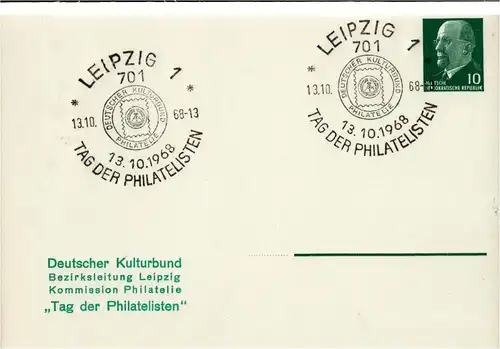 LEIPZIG 1
701
DEUTSCHER KULTURBUND
PHILATELIE
13.10. 68-13
13.10.1968
TAG DER PHILATELISTEN
LEIPZIG 1
701
DEUTSCHER KULTURBUND
PHILATELIE
13.10. 68-
13.10.1968
TAG DER PHILATELISTEN
10
REPUBLIK
Deutscher Kulturbund
Bezirksleitung Leipzig
Kommission Philatelie
„Tag der Philatelisten"